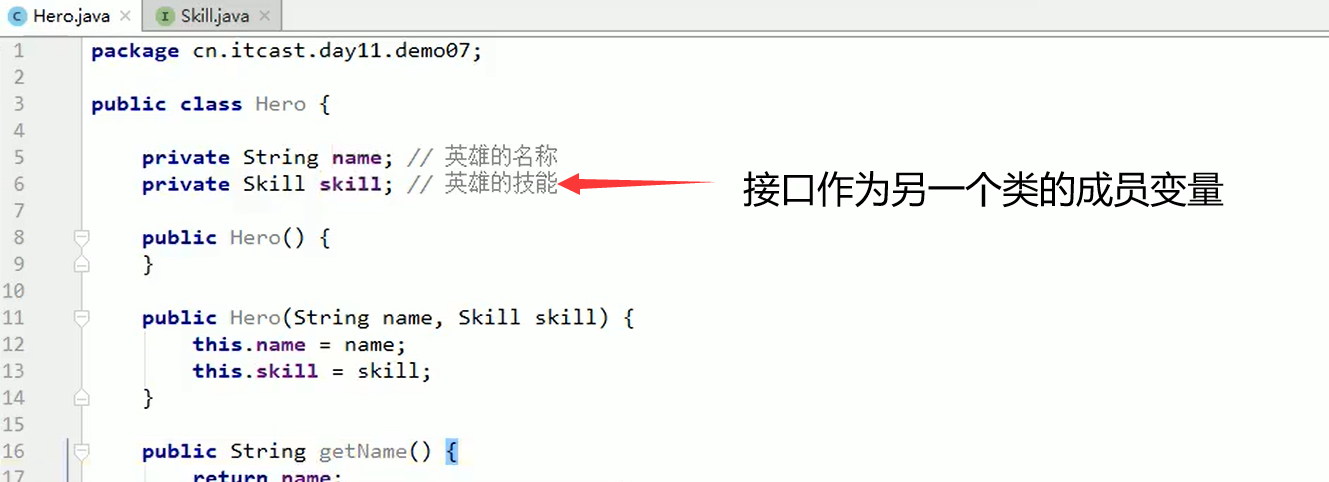 Hero.java Skill.java
1 package cn.itcast.day11.demo07;
2
3 public class Hero {
4
5 private String name; // 英雄的名称
6 private Skill skill; // 英雄的技能 接口作为另一个类的成员变量
7
8 public Hero() {
9 }
10
11 public Hero(String name, Skill skill) {
12 this.name = name;
13 this.skill = skill;
14 }
15
16 public String getName() {
17 return name;